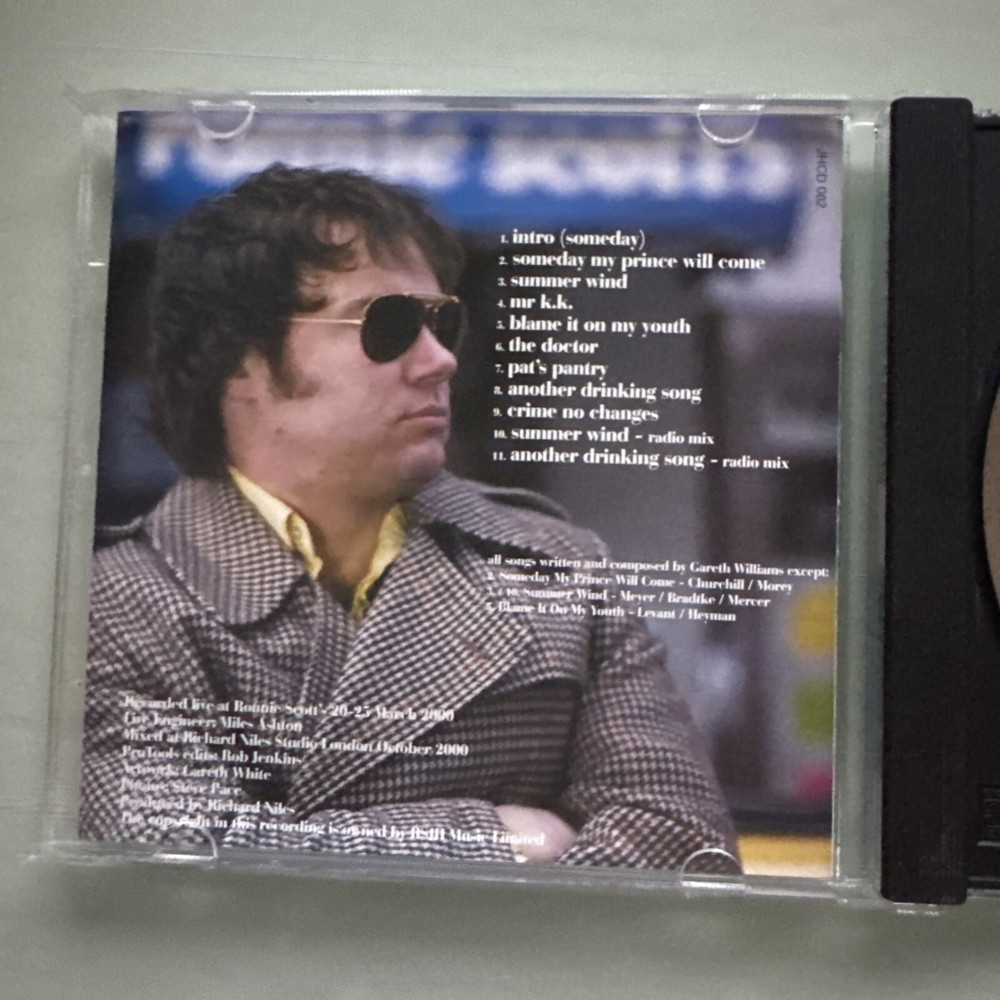 JHCD 002
1. intro (someday)
2. someday my prince will come
3. summer wind
4. mr k.k.
5. blame it on my youth
6. the doctor
7. pat's pantry
8. another drinking song
9. crime no changes
10. summer wind - radio mix
11. another drinking song - radio mix
all songs written and composed by Gareth Williams except:
2. Someday My Prince Will Come - Churchill / Morey
3 / 10. Summer Wind - Meyer / Bradtke / Mercer
5. Blame It On My Youth - Levant / Heyman
Recorded live at Ronnie Scott's 20-25 March 2000
Live Engineer: Miles Ashton
Mixed at Richard Niles Studio London October 2000
ProTools edits: Rob Jenkins
Artwork: Gareth White
Photos: Steve Pace
Produced by Richard Niles
The copyright in this recording is owned by Music Limited